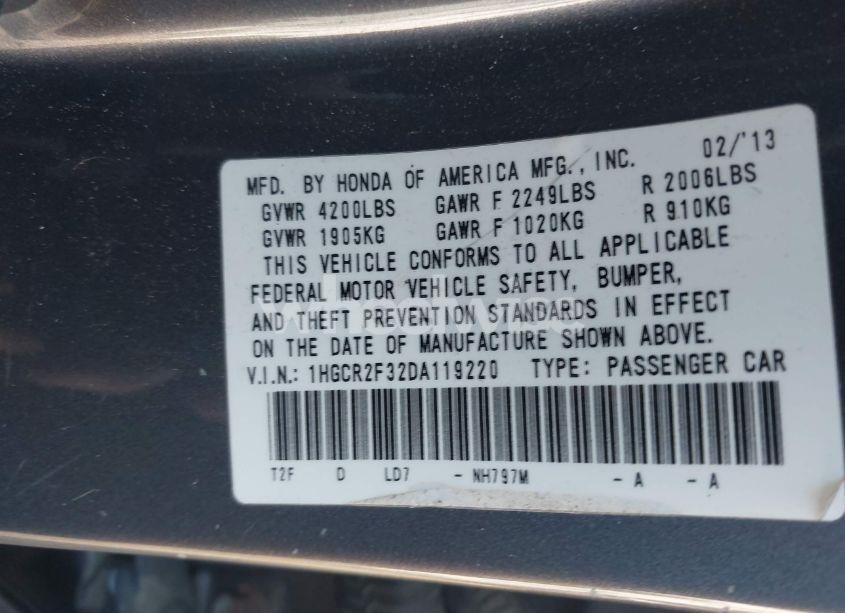 MFD. BY HONDA OF AMERICA MFG., INC. 02/'13
GVWR 4200LBS GAWR F 2249LBS R 2006LBS
GVWR 1905KG GAWR F 1020KG R 910KG
THIS VEHICLE CONFORMS TO ALL APPLICABLE
FEDERAL MOTOR VEHICLE SAFETY, BUMPER,
AND THEFT PREVENTION STANDARDS IN EFFECT
ON THE DATE OF MANUFACTURE SHOWN ABOVE.
V.I.N.: 1HGCR2F32DA119220 TYPE: PASSENGER CAR
T2F D LD7 - NH797M - A - A